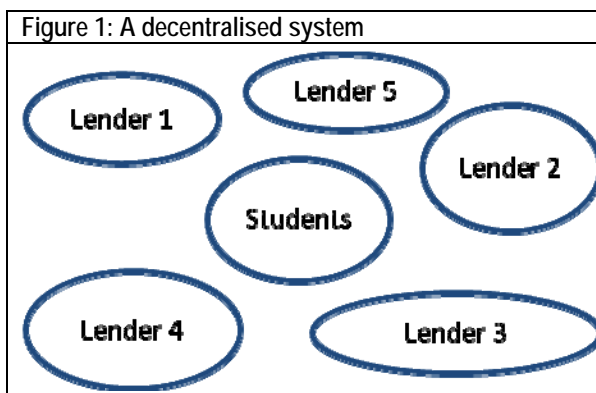 Figure 1: A decentralised system
Lender 1
Lender 5
Lender 2
Students
Lender 4
Lender 3